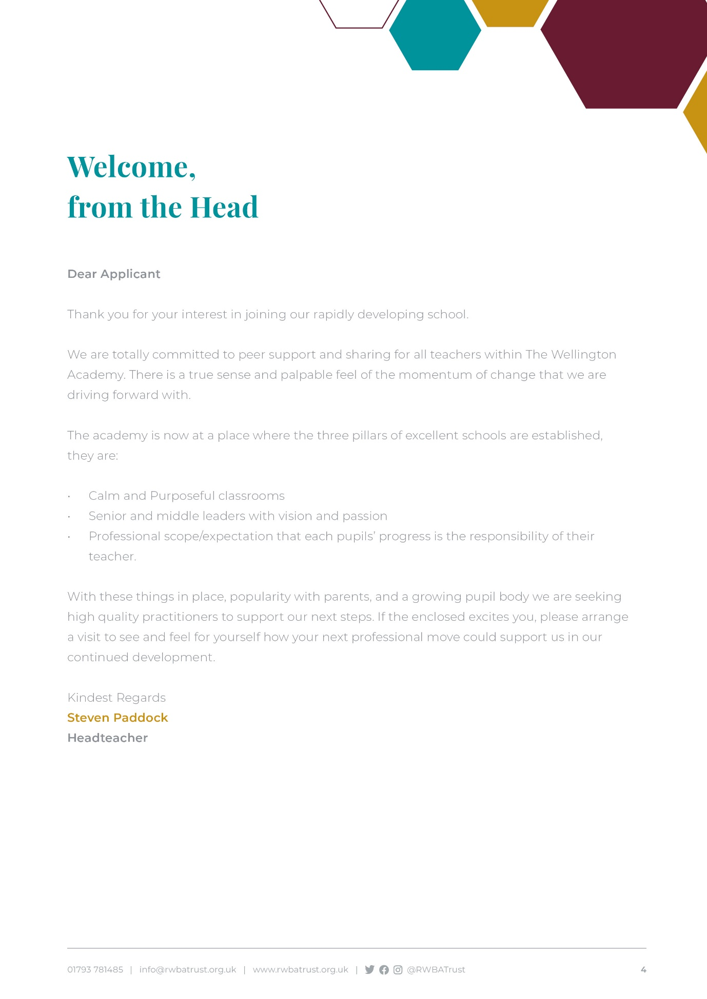 Welcome,
from the Head
Dear Applicant
Thank you for your interest in joining our rapidly developing school.
We are totally committed to peer support and sharing for all teachers within The Wellington
Academy. There is a true sense and palpable feel of the momentum of change that we are
driving forward with.
The academy is now at a place where the three pillars of excellent schools are established,
they are:
• Calm and Purposeful classrooms
• Senior and middle leaders with vision and passion
• Professional scope/expectation that each pupils’ progress is the responsibility of their
teacher.
With these things in place, popularity with parents, and a growing pupil body we are seeking
high quality practitioners to support our next steps. If the enclosed excites you, please arrange
a visit to see and feel for yourself how your next professional move could support us in our
continued development.
Kindest Regards
Steven Paddock
Headteacher
01793 781485 | info@rwbatrust.org.uk | www.rwbatrust.org.uk | @RWBATrust 4